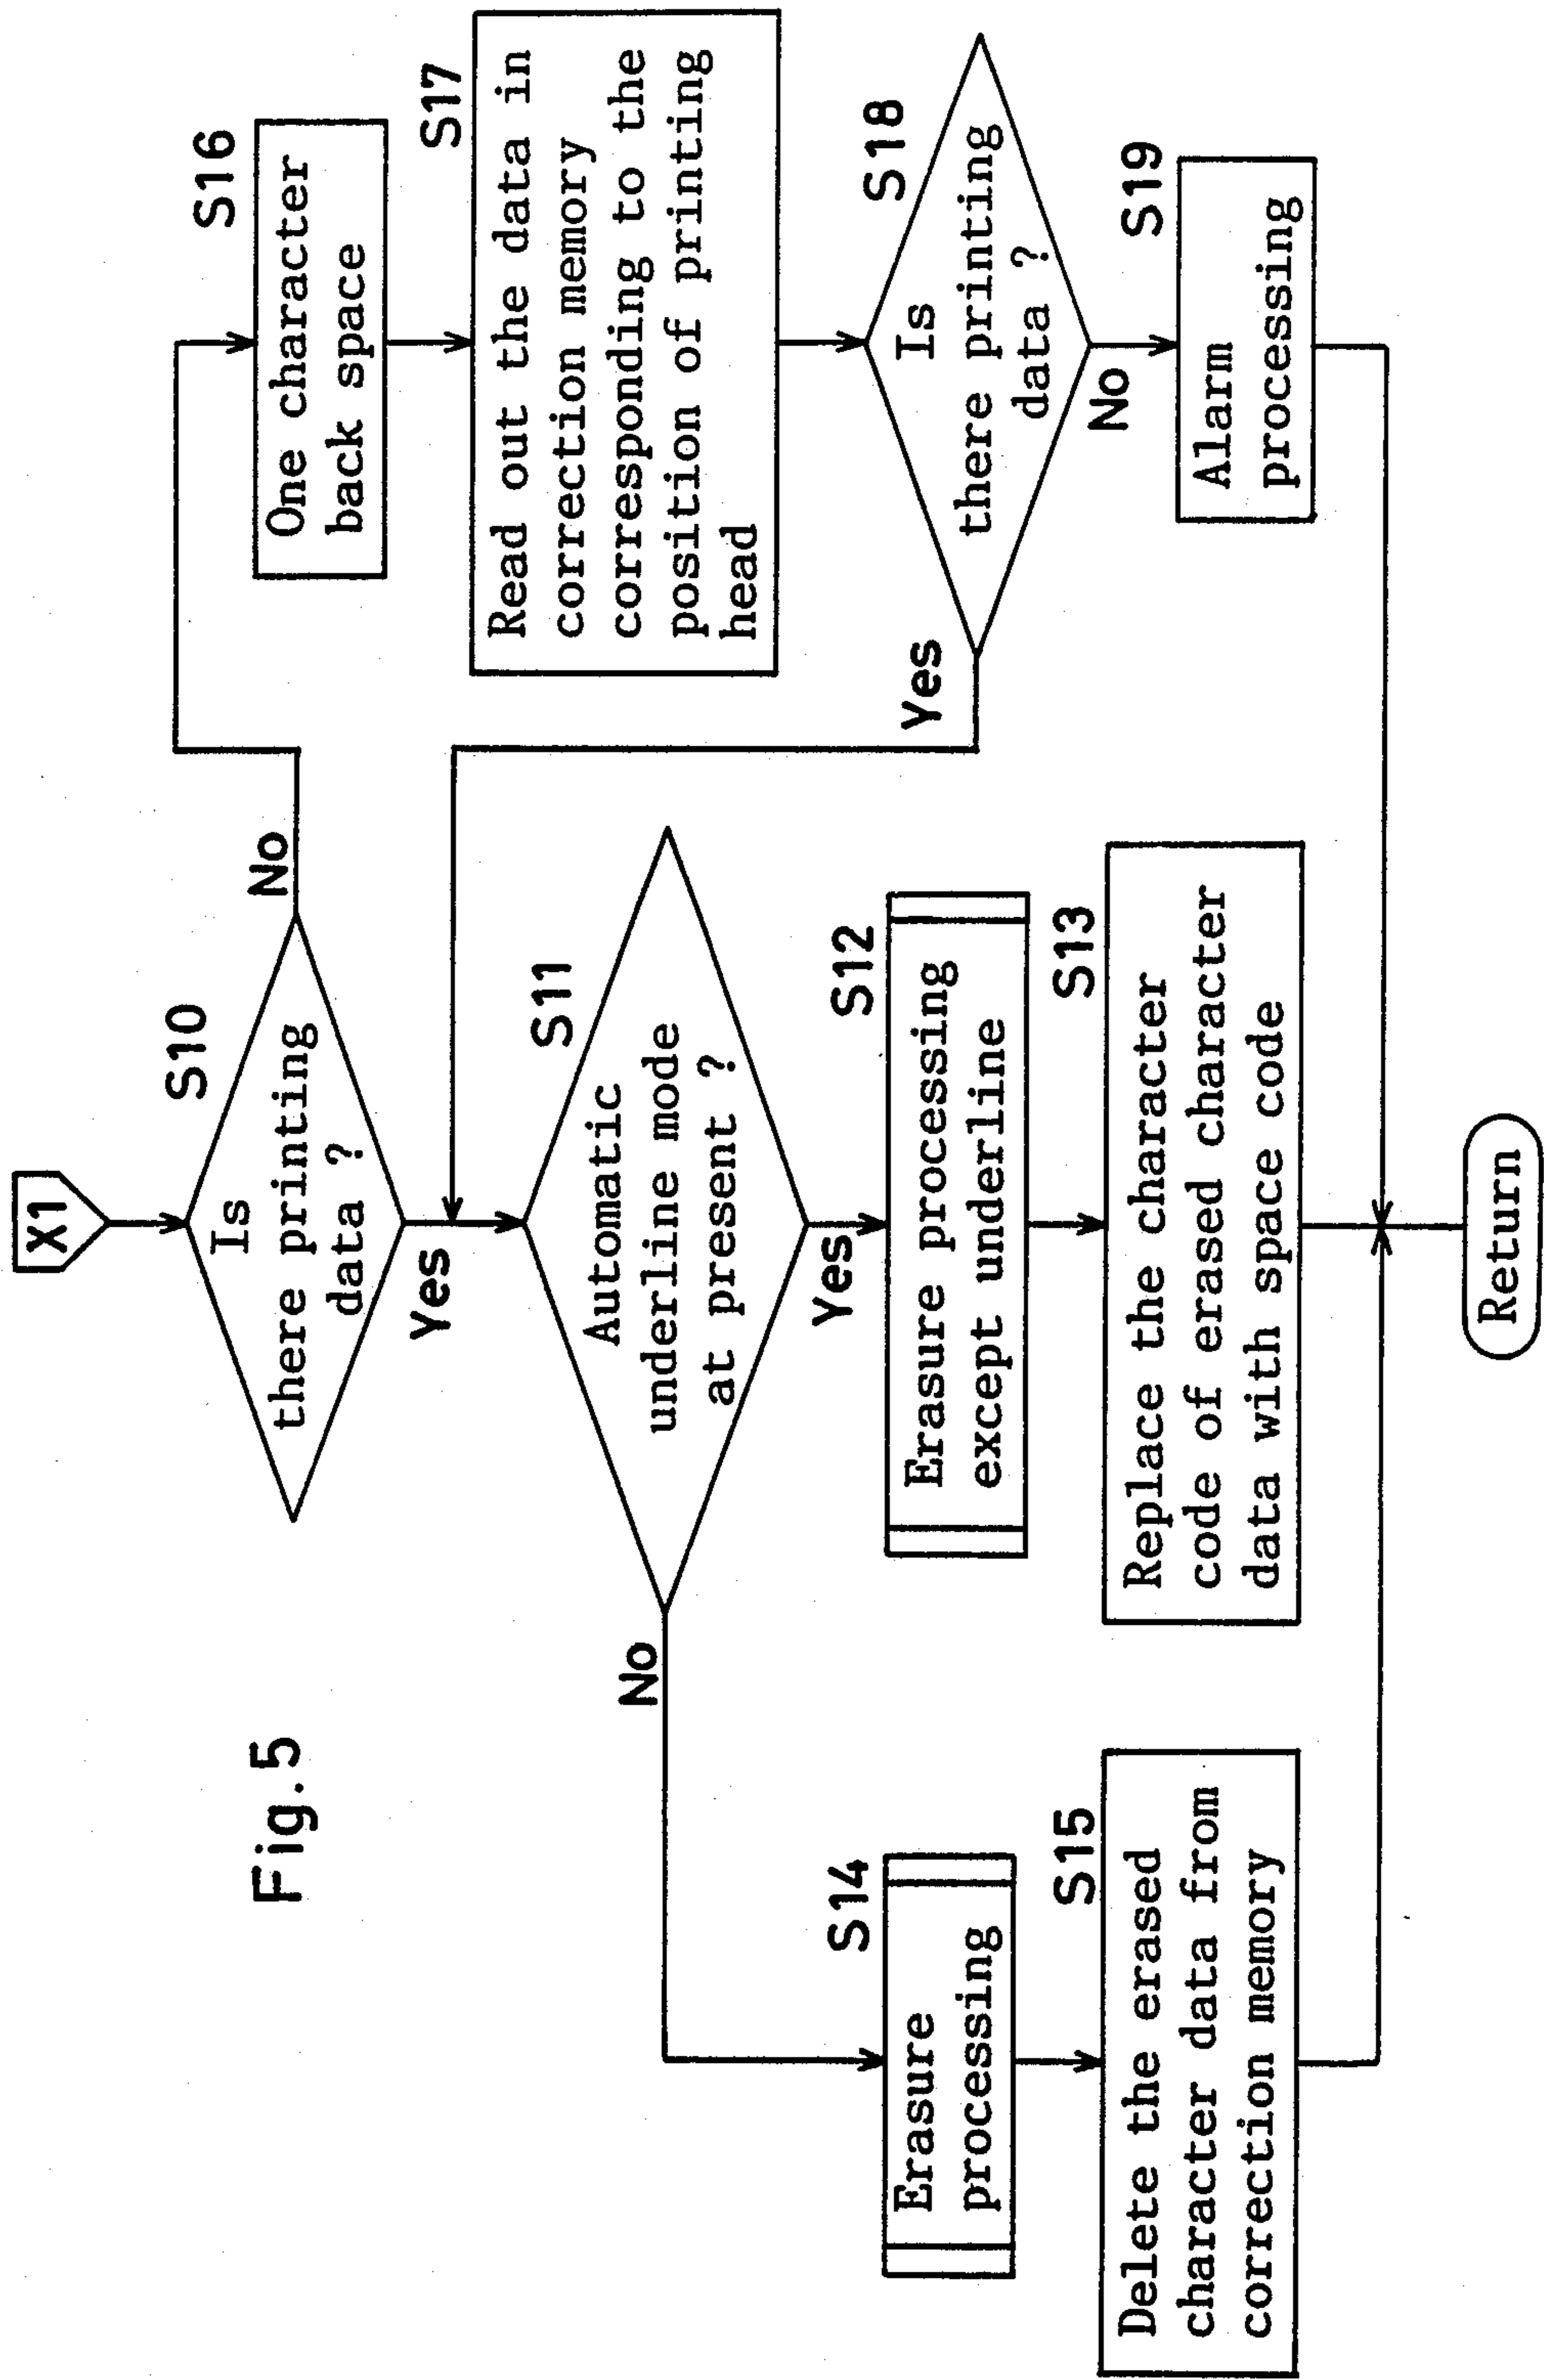 Fig.5
X1
S10
Is
there printing
data ?
Yes
No
S11
Automatic
underline mode
at present ?
Yes
No
S12
Erasure processing
except underline
S13
Replace the character
code of erased character
data with space code
S14
Erasure
processing
S15
Delete the erased
character data from
correction memory
S16
One character
back space
S17
Read out the data in
correction memory
corresponding to the
position of printing
head
S18
Is
there printing
data ?
Yes
No
S19
Alarm
processing
Return